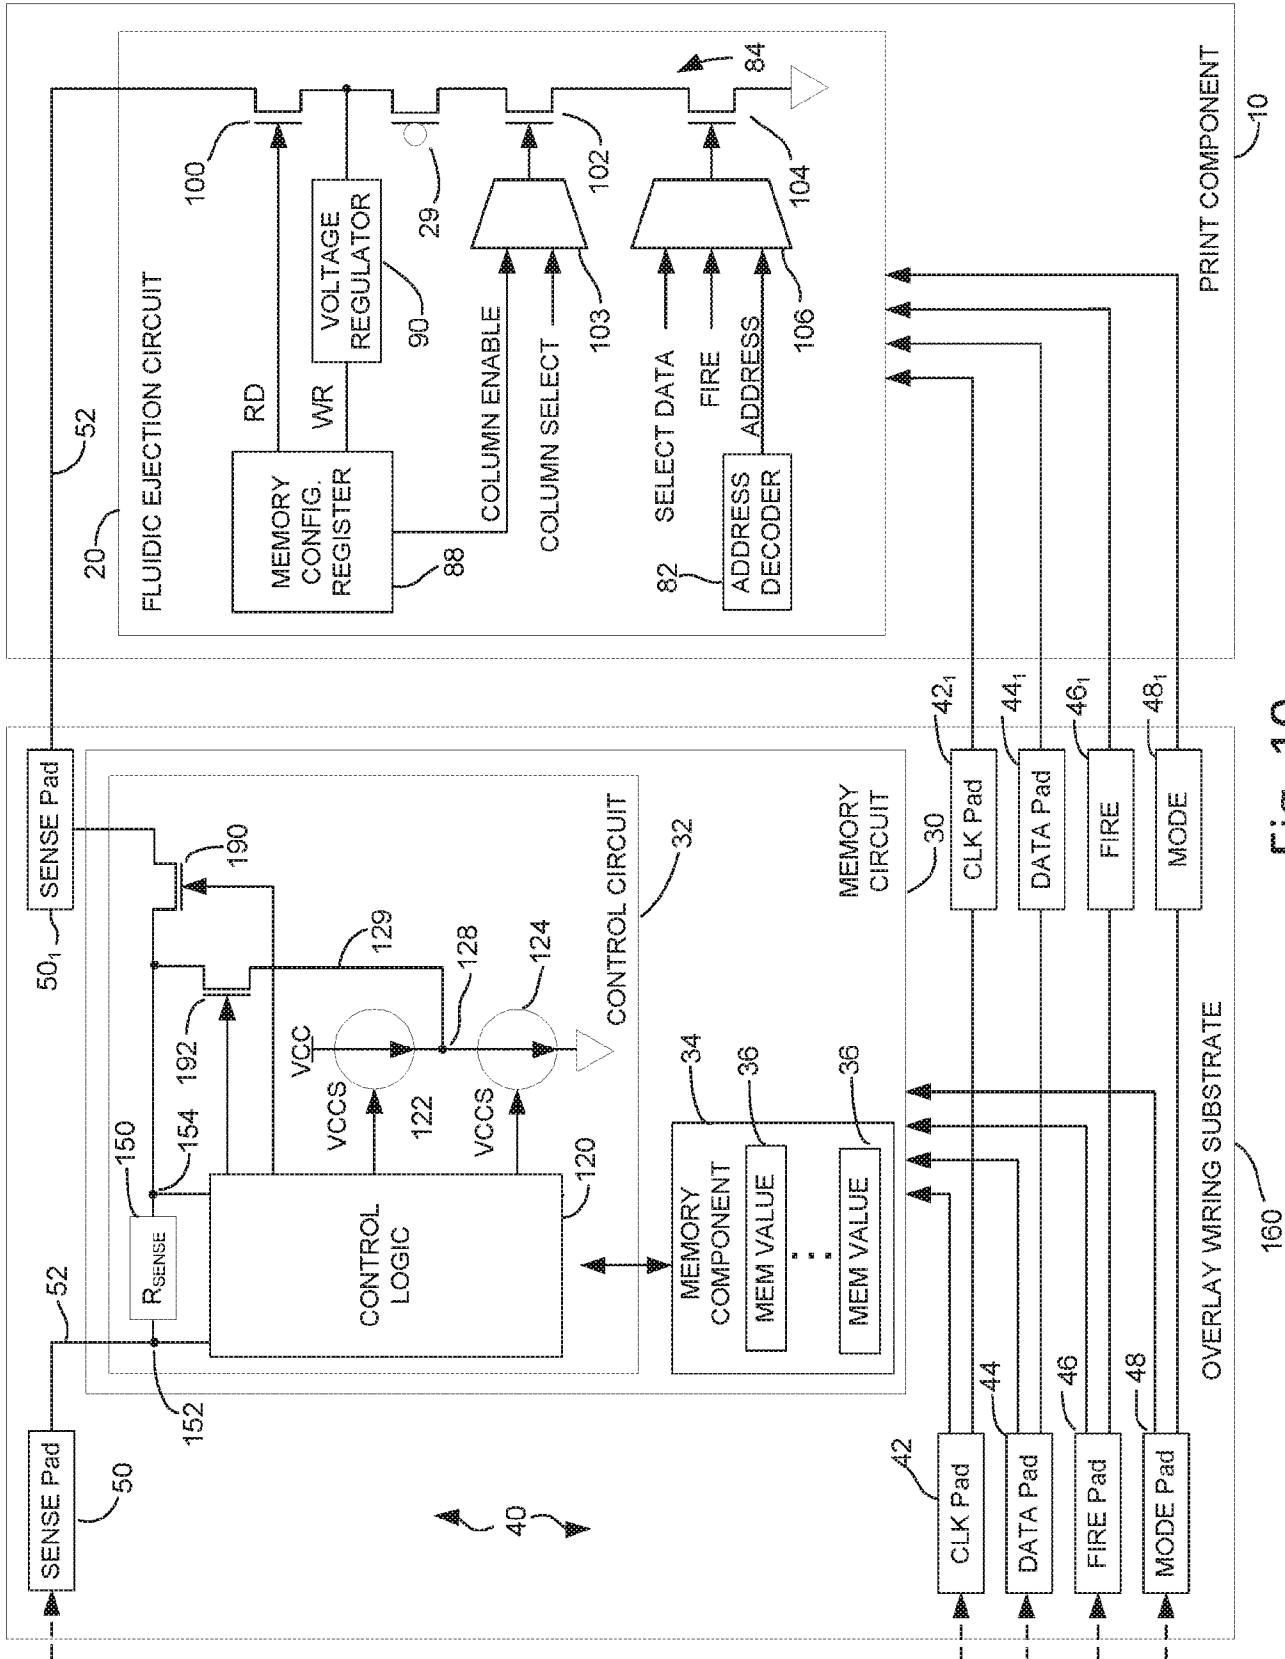 52
20
FLUIDIC EJECTION CIRCUIT
MEMORY
CONFIG.
REGISTER
88
RD
WR
VOLTAGE
REGULATOR
90
100
29
COLUMN ENABLE
COLUMN SELECT
103
102
SELECT DATA
FIRE
ADDRESS
82
ADDRESS
DECODER
106
104
84
PRINT COMPONENT
10
SENSE Pad
50
52
152
RSENSE
150
154
192
190
SENSE Pad
50₁
CONTROL
LOGIC
120
VCC
VCCS
122
VCCS
129
128
124
CONTROL CIRCUIT
32
MEMORY
COMPONENT
34
MEM VALUE
36
MEM VALUE
36
MEMORY
CIRCUIT
30
40
42
CLK Pad
44
DATA Pad
46
FIRE Pad
48
MODE Pad
CLK Pad
42₁
DATA Pad
44₁
FIRE
46₁
MODE
48₁
OVERLAY WIRING SUBSTRATE
160